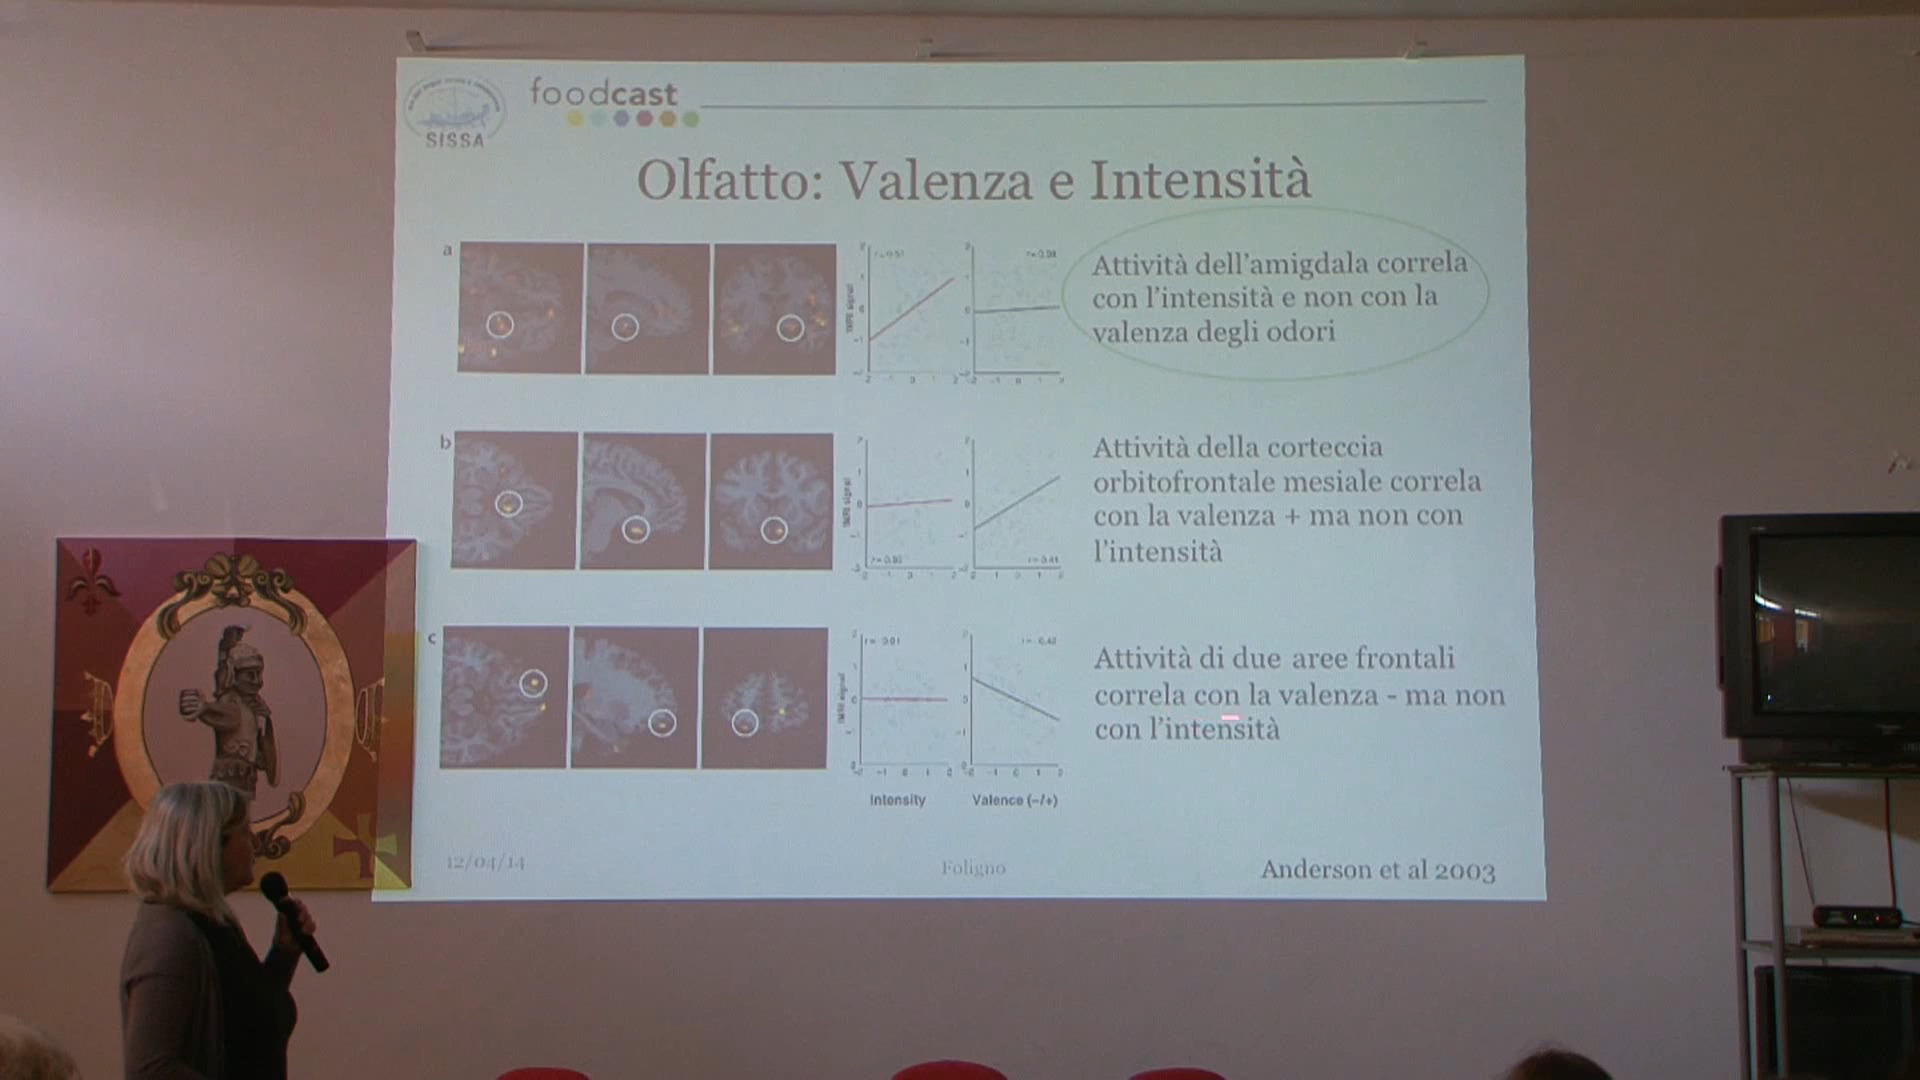 SISSA
foodcast
Olfatto: Valenza e Intensità
a
Attività dell'amigdala correla
con l'intensità e non con la
valenza degli odori
b
Attività della corteccia
orbitofrontale mesiale correla
con la valenza + ma non con
l'intensità
c
Attività di due aree frontali
correla con la valenza - ma non
con l'intensità
Intensity
Valence (-/+)
12/04/14
Foligno
Anderson et al 2003